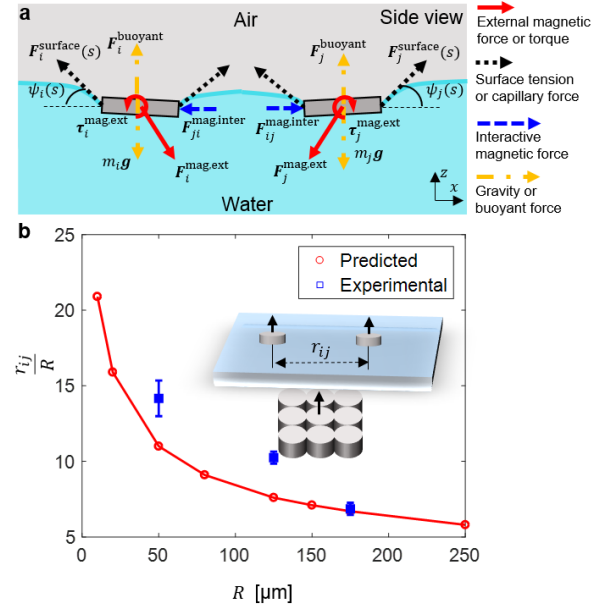 a
Air
Side view
F_i^surface(s)
F_i^buoyant
F_j^buoyant
F_j^surface(s)
ψ_i(s)
ψ_j(s)
τ_i^mag.ext
F_ji^mag,inter
F_ij^mag,inter
τ_j^mag.ext
m_i g
F_i^mag,ext
F_j^mag,ext
m_j g
Water
z
x
External magnetic
force or torque
Surface tension
or capillary force
Interactive
magnetic force
Gravity or
buoyant force
b
25
20
15
10
5
r_ij/R
Predicted
Experimental
r_ij
0 50 100 150 200 250
R [µm]